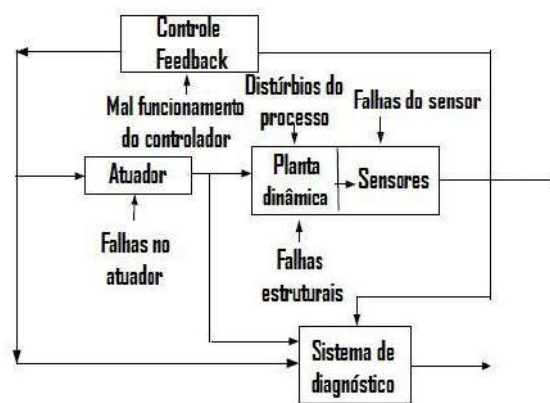 Controle
Feedback
Mal funcionamento
do controlador
Distúrbios do
processo
Falhas do sensor
Atuador
Planta
dinâmica
Sensores
Falhas no
atuador
Falhas
estruturais
Sistema de
diagnóstico